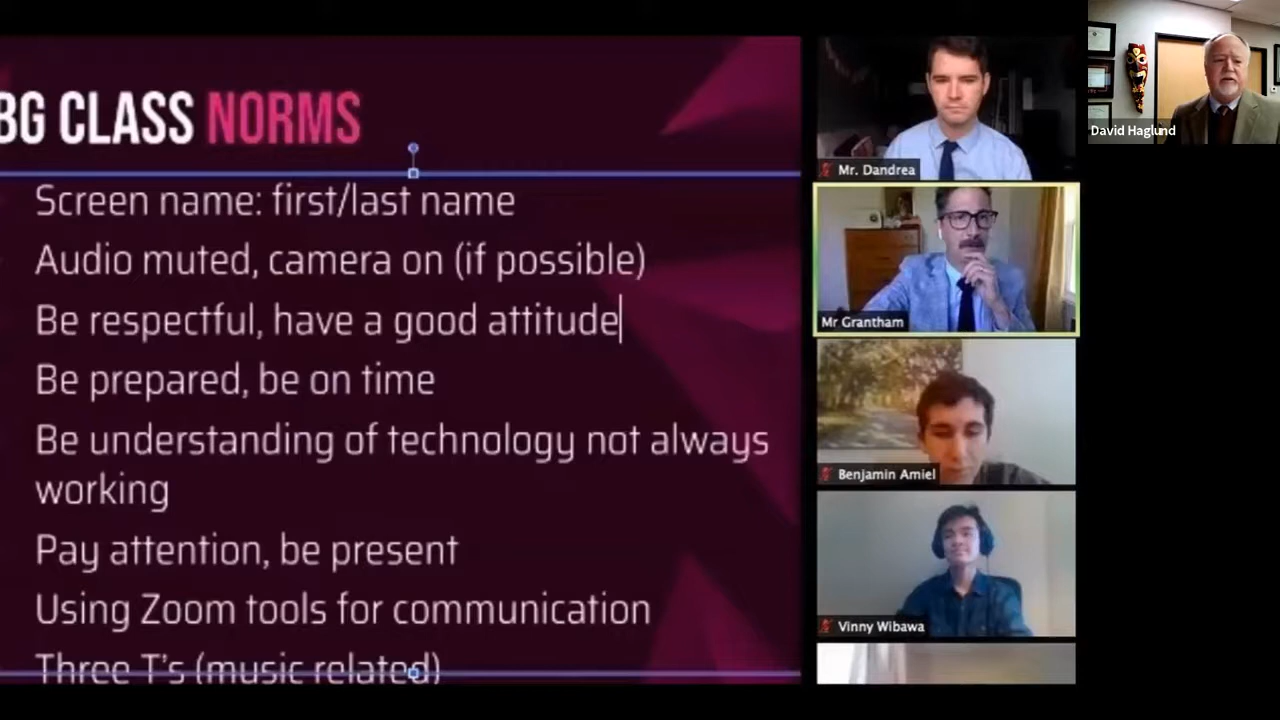 BG CLASS NORMS
Screen name: first/last name
Audio muted, camera on (if possible)
Be respectful, have a good attitude
Be prepared, be on time
Be understanding of technology not always
working
Pay attention, be present
Using Zoom tools for communication
Three T's (music related)
Mr. Dandrea
Mr Grantham
Benjamin Amiel
Vinny Wibawa
David Haglund